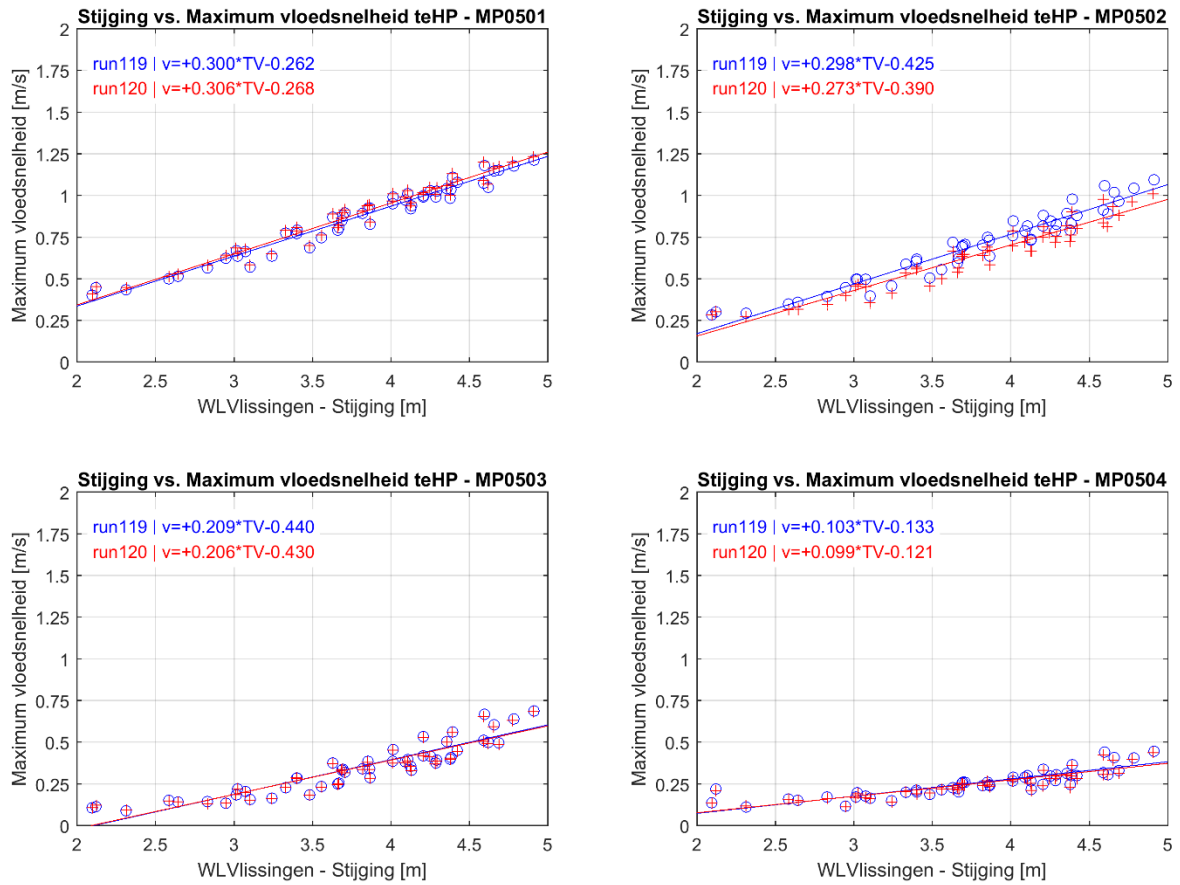 Stijging vs. Maximum vloedsnelheid teHP - MP0501
run119 | v=+0.300*TV-0.262
run120 | v=+0.306*TV-0.268
Maximum vloedsnelheid [m/s]
2
1.75
1.5
1.25
1
0.75
0.5
0.25
0
2 2.5 3 3.5 4 4.5 5
WLVlissingen - Stijging [m]
Stijging vs. Maximum vloedsnelheid teHP - MP0502
run119 | v=+0.298*TV-0.425
run120 | v=+0.273*TV-0.390
Maximum vloedsnelheid [m/s]
2
1.75
1.5
1.25
1
0.75
0.5
0.25
0
2 2.5 3 3.5 4 4.5 5
WLVlissingen - Stijging [m]
Stijging vs. Maximum vloedsnelheid teHP - MP0503
run119 | v=+0.209*TV-0.440
run120 | v=+0.206*TV-0.430
Maximum vloedsnelheid [m/s]
2
1.75
1.5
1.25
1
0.75
0.5
0.25
0
2 2.5 3 3.5 4 4.5 5
WLVlissingen - Stijging [m]
Stijging vs. Maximum vloedsnelheid teHP - MP0504
run119 | v=+0.103*TV-0.133
run120 | v=+0.099*TV-0.121
Maximum vloedsnelheid [m/s]
2
1.75
1.5
1.25
1
0.75
0.5
0.25
0
2 2.5 3 3.5 4 4.5 5
WLVlissingen - Stijging [m]